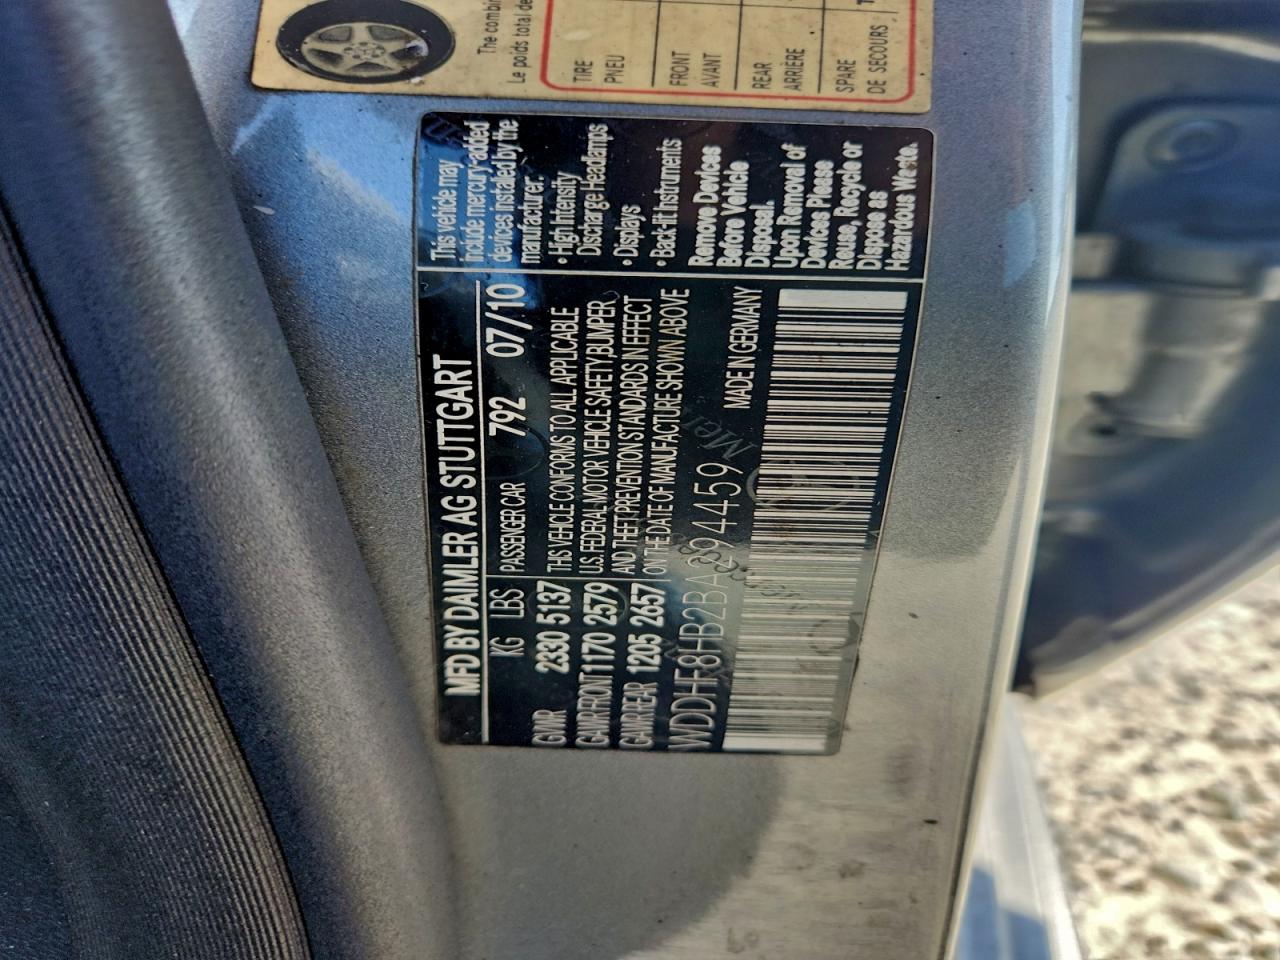 The combin
Le poids total de
TIRE
PNEU
FRONT
AVANT
REAR
ARRIÈRE
SPARE
DE SECOURS
MFD BY DAIMLER AG STUTTGART
KG LBS
GVWR 2330 5137
GAWR FRONT 1170 2579
GAWR REAR 1205 2657
PASSENGER CAR 792 07/10
THIS VEHICLE CONFORMS TO ALL APPLICABLE
U.S. FEDERAL MOTOR VEHICLE SAFETY, BUMPER,
AND THEFT PREVENTION STANDARDS IN EFFECT
ON THE DATE OF MANUFACTURE SHOWN ABOVE
WDDHF8HB2BA294459
MADE IN GERMANY
This vehicle may
include mercury-added
devices installed by the
manufacturer:
• High Intensity
Discharge Headlamps
• Displays
• Back-lit Instruments
Remove Devices
Before Vehicle
Disposal.
Upon Removal of
Devices Please
Reuse, Recycle or
Dispose as
Hazardous Waste.